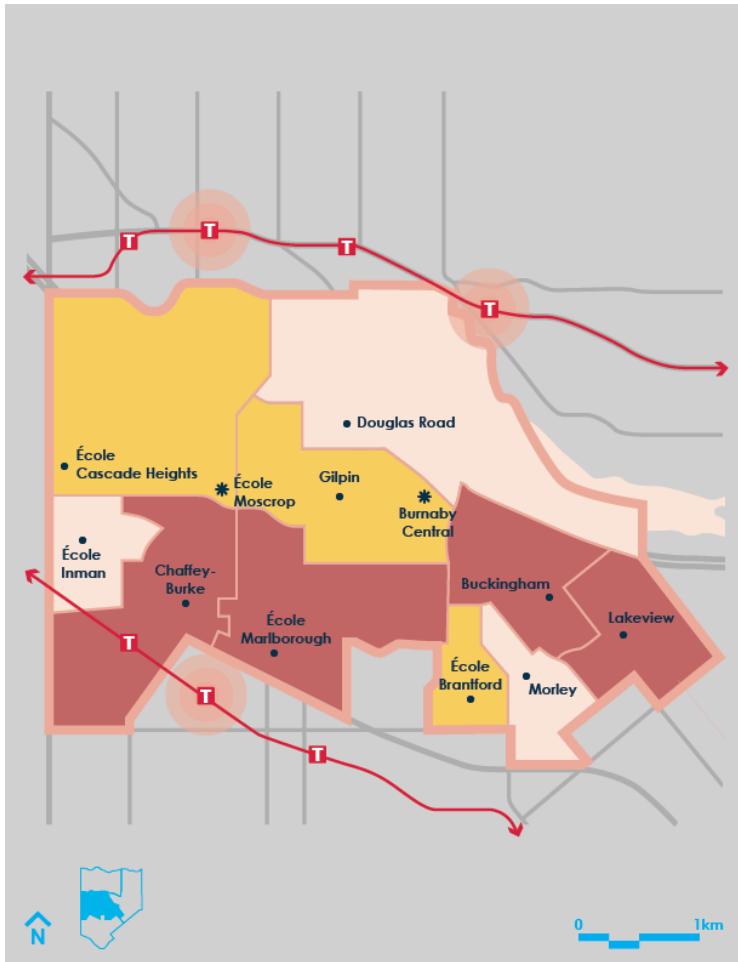 T
T
T
T
Douglas Road
École
Cascade Heights
Gilpin
École
Moscrop
Burnaby
Central
École
Inman
Chaffey-
Burke
Buckingham
École
Marlborough
Lakeview
T
École
Brantford
Morley
T
T
N
0
1km